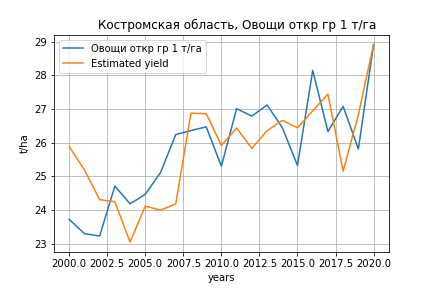 Костромская область, Овощи откр гр 1 т/га
Овощи откр гр 1 т/га
Estimated yield
29
28
27
26
25
24
23
t/ha
2000.0 2002.5 2005.0 2007.5 2010.0 2012.5 2015.0 2017.5 2020.0
years